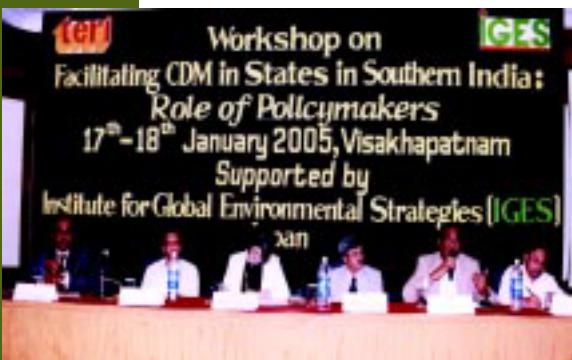 teri
IGES
Workshop on
Facilitating CDM in States in Southern India:
Role of Policymakers
17th-18th January 2005, Visakhapatnam
Supported by
Institute for Global Environmental Strategies [IGES]